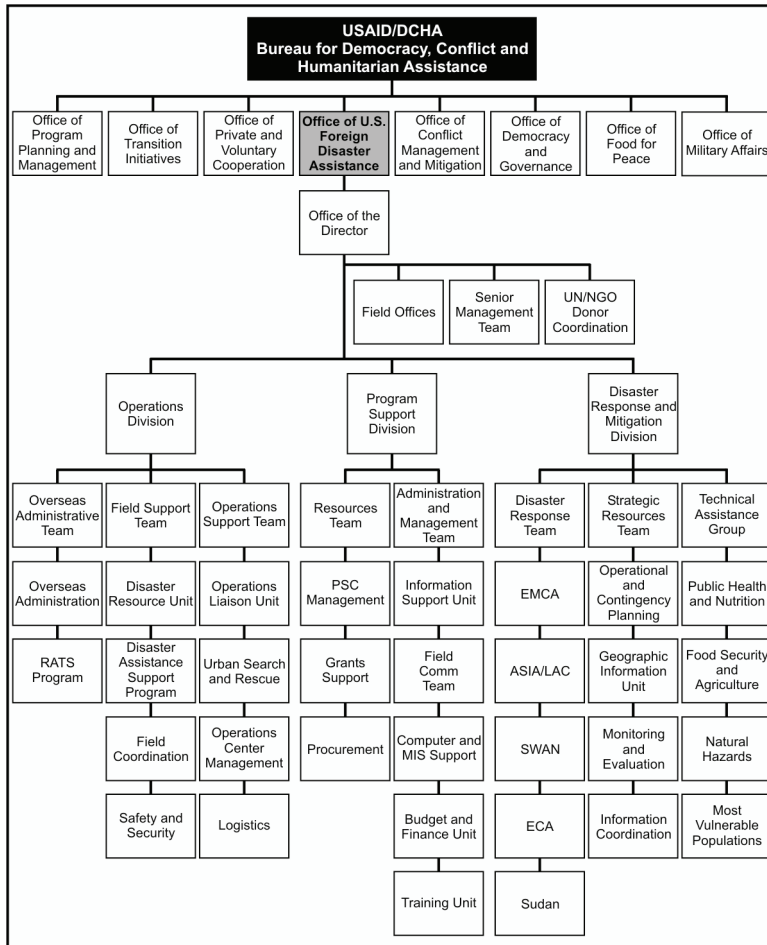 USAID/DCHA
Bureau for Democracy, Conflict and
Humanitarian Assistance
Office of
Program
Planning and
Management
Office of
Transition
Initiatives
Office of
Private and
Voluntary
Cooperation
Office of U.S.
Foreign
Disaster
Assistance
Office of
Conflict
Management
and Mitigation
Office of
Democracy
and
Governance
Office of
Food for
Peace
Office of
Military Affairs
Office of the
Director
Field Offices
Senior
Management
Team
UN/NGO
Donor
Coordination
Operations
Division
Program
Support
Division
Disaster
Response and
Mitigation
Division
Overseas
Administrative
Team
Field Support
Team
Operations
Support Team
Resources
Team
Administration
and
Management
Team
Disaster
Response
Team
Strategic
Resources
Team
Technical
Assistance
Group
Overseas
Administration
Disaster
Resource Unit
Operations
Liaison Unit
PSC
Management
Information
Support Unit
EMCA
Operational
and
Contingency
Planning
Public Health
and Nutrition
RATS
Program
Disaster
Assistance
Support
Program
Urban Search
and Rescue
Grants
Support
Field
Comm
Team
ASIA/LAC
Geographic
Information
Unit
Food Security
and
Agriculture
Field
Coordination
Operations
Center
Management
Procurement
Computer and
MIS Support
SWAN
Monitoring
and
Evaluation
Natural
Hazards
Safety and
Security
Logistics
Budget and
Finance Unit
ECA
Information
Coordination
Most
Vulnerable
Populations
Training Unit
Sudan